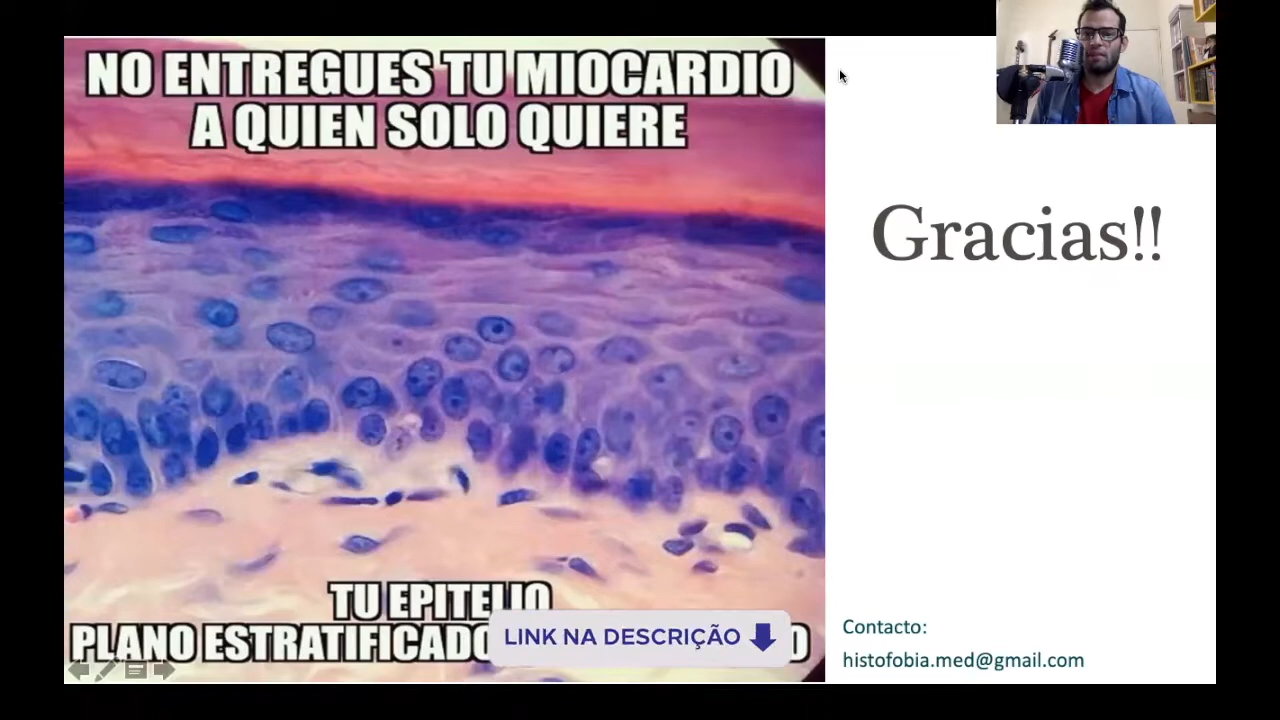 NO ENTREGUES TU MIOCARDIO
A QUIEN SOLO QUIERE
TU EPITELIO
PLANO ESTRATIFICADO
LINK NA DESCRIÇÃO
Gracias!!
Contacto:
histofobia.med@gmail.com